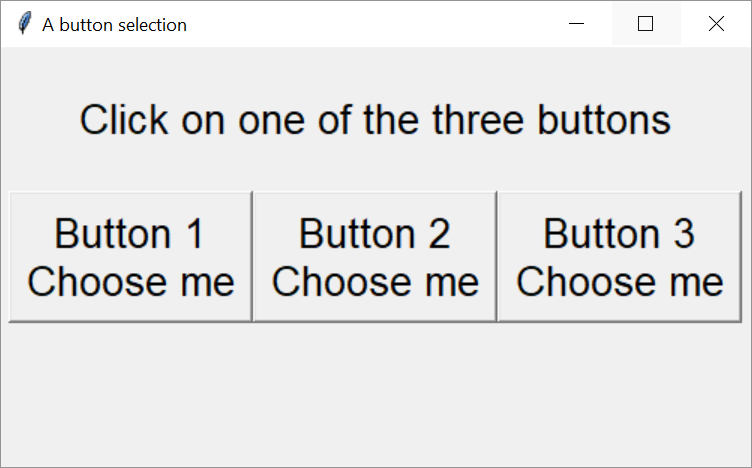 A button selection
Click on one of the three buttons
Button 1
Choose me
Button 2
Choose me
Button 3
Choose me